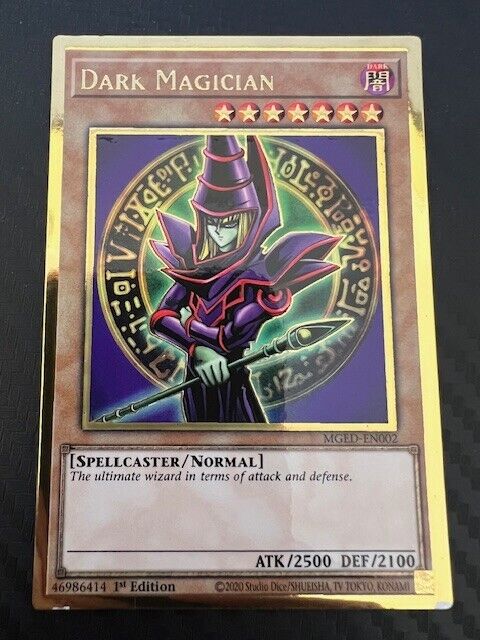 DARK MAGICIAN
DARK
闇
MGED-EN002
[SPELLCASTER/NORMAL]
The ultimate wizard in terms of attack and defense.
ATK/2500 DEF/2100
46986414 1st Edition ©2020 Studio Dice/SHUEISHA, TV TOKYO, KONAMI